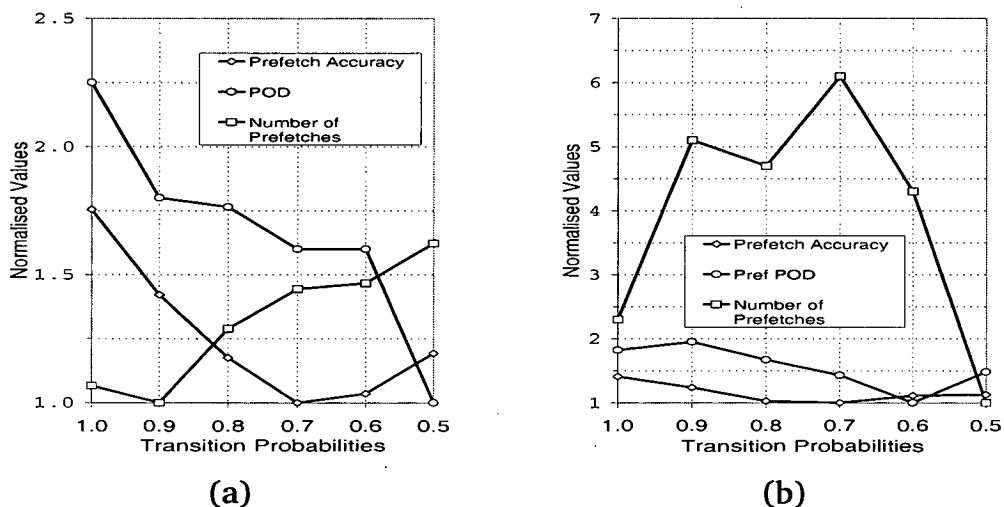 2.5
2.0
1.5
1.0
Normalised Values
Prefetch Accuracy
POD
Number of
Prefetches
1.0 0.9 0.8 0.7 0.6 0.5
Transition Probabilities
(a)
7
6
5
4
3
2
1
Normalised Values
Prefetch Accuracy
Pref POD
Number of
Prefetches
1.0 0.9 0.8 0.7 0.6 0.5
Transition Probabilities
(b)